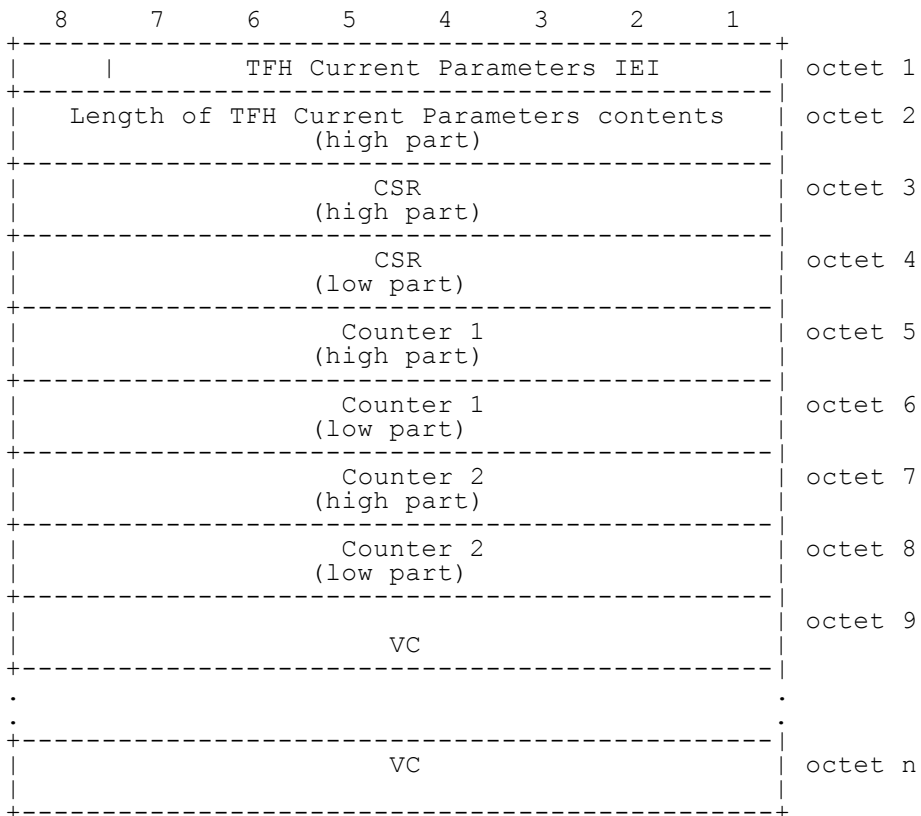 8 7 6 5 4 3 2 1
+-----------------------------------------------+
| | TFH Current Parameters IEI | octet 1
+-----------------------------------------------|
| Length of TFH Current Parameters contents | octet 2
| (high part) |
+-----------------------------------------------|
| CSR | octet 3
| (high part) |
+-----------------------------------------------|
| CSR | octet 4
| (low part) |
+-----------------------------------------------|
| Counter 1 | octet 5
| (high part) |
+-----------------------------------------------|
| Counter 1 | octet 6
| (low part) |
+-----------------------------------------------|
| Counter 2 | octet 7
| (high part) |
+-----------------------------------------------|
| Counter 2 | octet 8
| (low part) |
+-----------------------------------------------|
| | octet 9
| VC |
+-----------------------------------------------|
. .
. .
+-----------------------------------------------|
| VC | octet n
| |
+-----------------------------------------------+